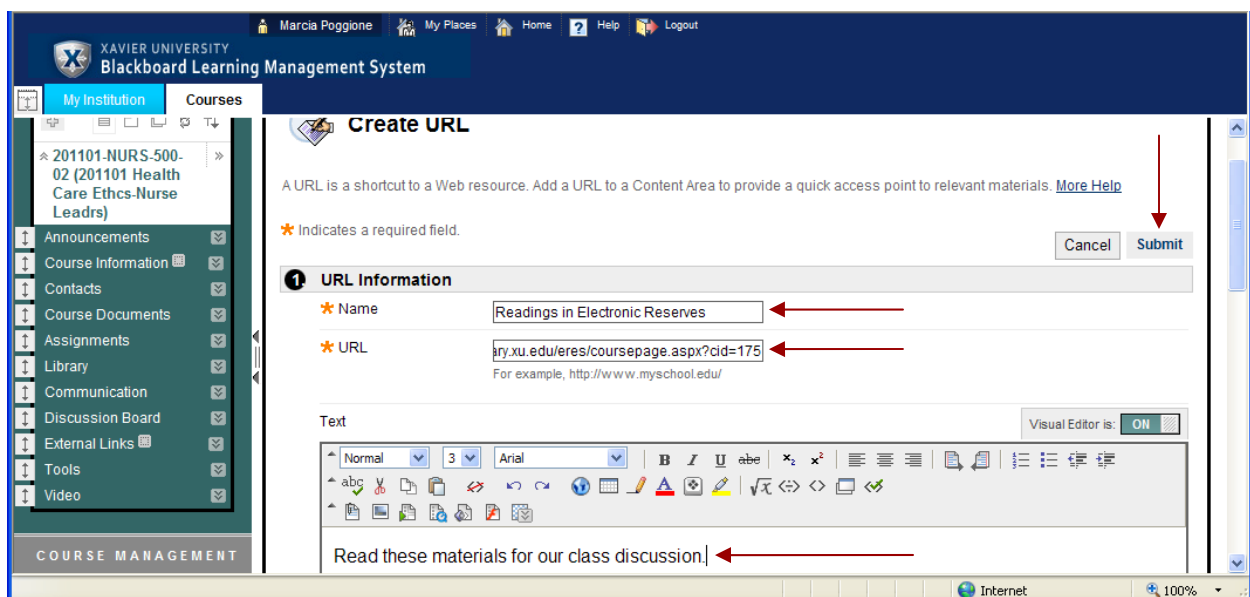 Marcia Poggione My Places Home ? Help Logout
XAVIER UNIVERSITY
Blackboard Learning Management System
My Institution Courses
Create URL
201101-NURS-500-
02 (201101 Health
Care Ethcs-Nurse
Leadrs)
A URL is a shortcut to a Web resource. Add a URL to a Content Area to provide a quick access point to relevant materials. More Help
Indicates a required field.
Cancel Submit
Announcements
Course Information
Contacts
Course Documents
Assignments
Library
Communication
Discussion Board
External Links
Tools
Video
COURSE MANAGEMENT
1 URL Information
Name Readings in Electronic Reserves
URL ary.xu.edu/eres/coursepage.aspx?cid=175
For example, http://www.myschool.edu/
Text Visual Editor is: ON
Normal 3 Arial B I U abc x₂ x²
abc
Read these materials for our class discussion.
Internet 100%